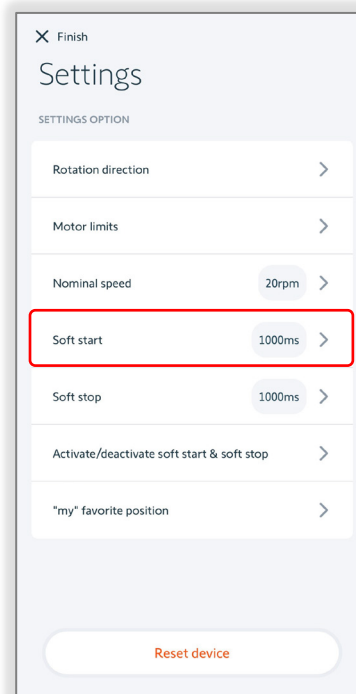 Finish
Settings
SETTINGS OPTION
Rotation direction
Motor limits
Nominal speed 20rpm
Soft start 1000ms
Soft stop 1000ms
Activate/deactivate soft start & soft stop
"my" favorite position
Reset device